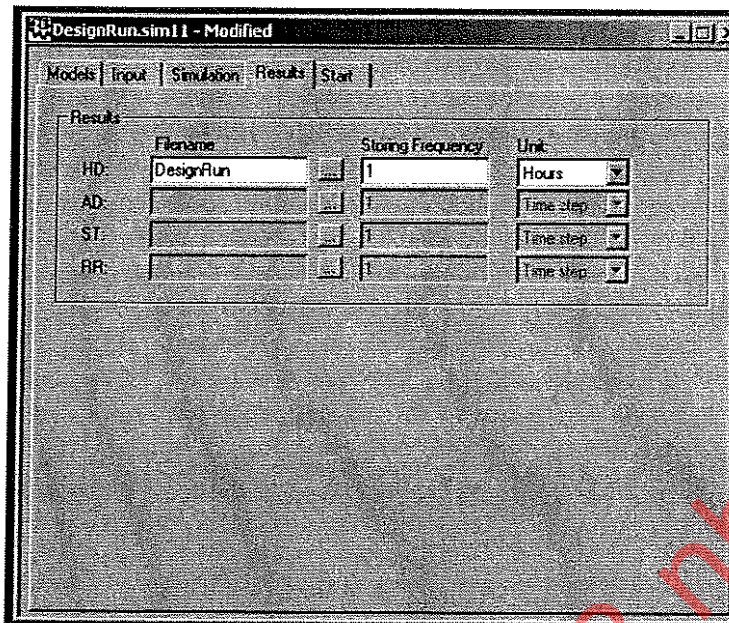 DesignRun.sim11 - Modified
Models Input Simulation Results Start
Results
Filename Storing Frequency Unit:
HD: DesignRun ... 1 Hours
AD: ... 1 Time step
ST: ... 1 Time step
RR: ... 1 Time step